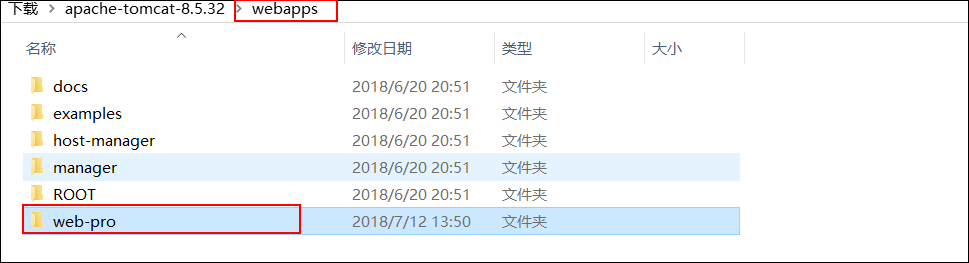 下载 > apache-tomcat-8.5.32 > webapps
名称 修改日期 类型 大小
docs 2018/6/20 20:51 文件夹
examples 2018/6/20 20:51 文件夹
host-manager 2018/6/20 20:51 文件夹
manager 2018/6/20 20:51 文件夹
ROOT 2018/6/20 20:51 文件夹
web-pro 2018/7/12 13:50 文件夹